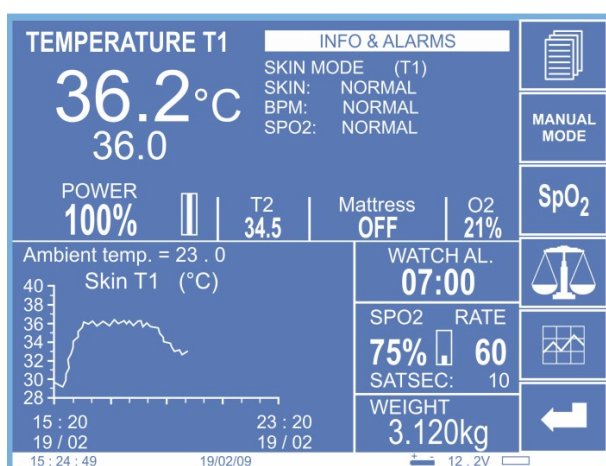 TEMPERATURE T1
36.2°C
36.0
INFO & ALARMS
SKIN MODE (T1)
SKIN: NORMAL
BPM: NORMAL
SPO2: NORMAL
MANUAL
MODE
SpO2
POWER
100%
T2
34.5
Mattress
OFF
O2
21%
Ambient temp. = 23 . 0
Skin T1 (°C)
40
38
36
34
32
30
28
15 : 20
19 / 02
23 : 20
19 / 02
WATCH AL.
07:00
SPO2 RATE
75% 60
SATSEC: 10
WEIGHT
3.120kg
15 : 24 : 49 19/02/09 + - 12 . 2V